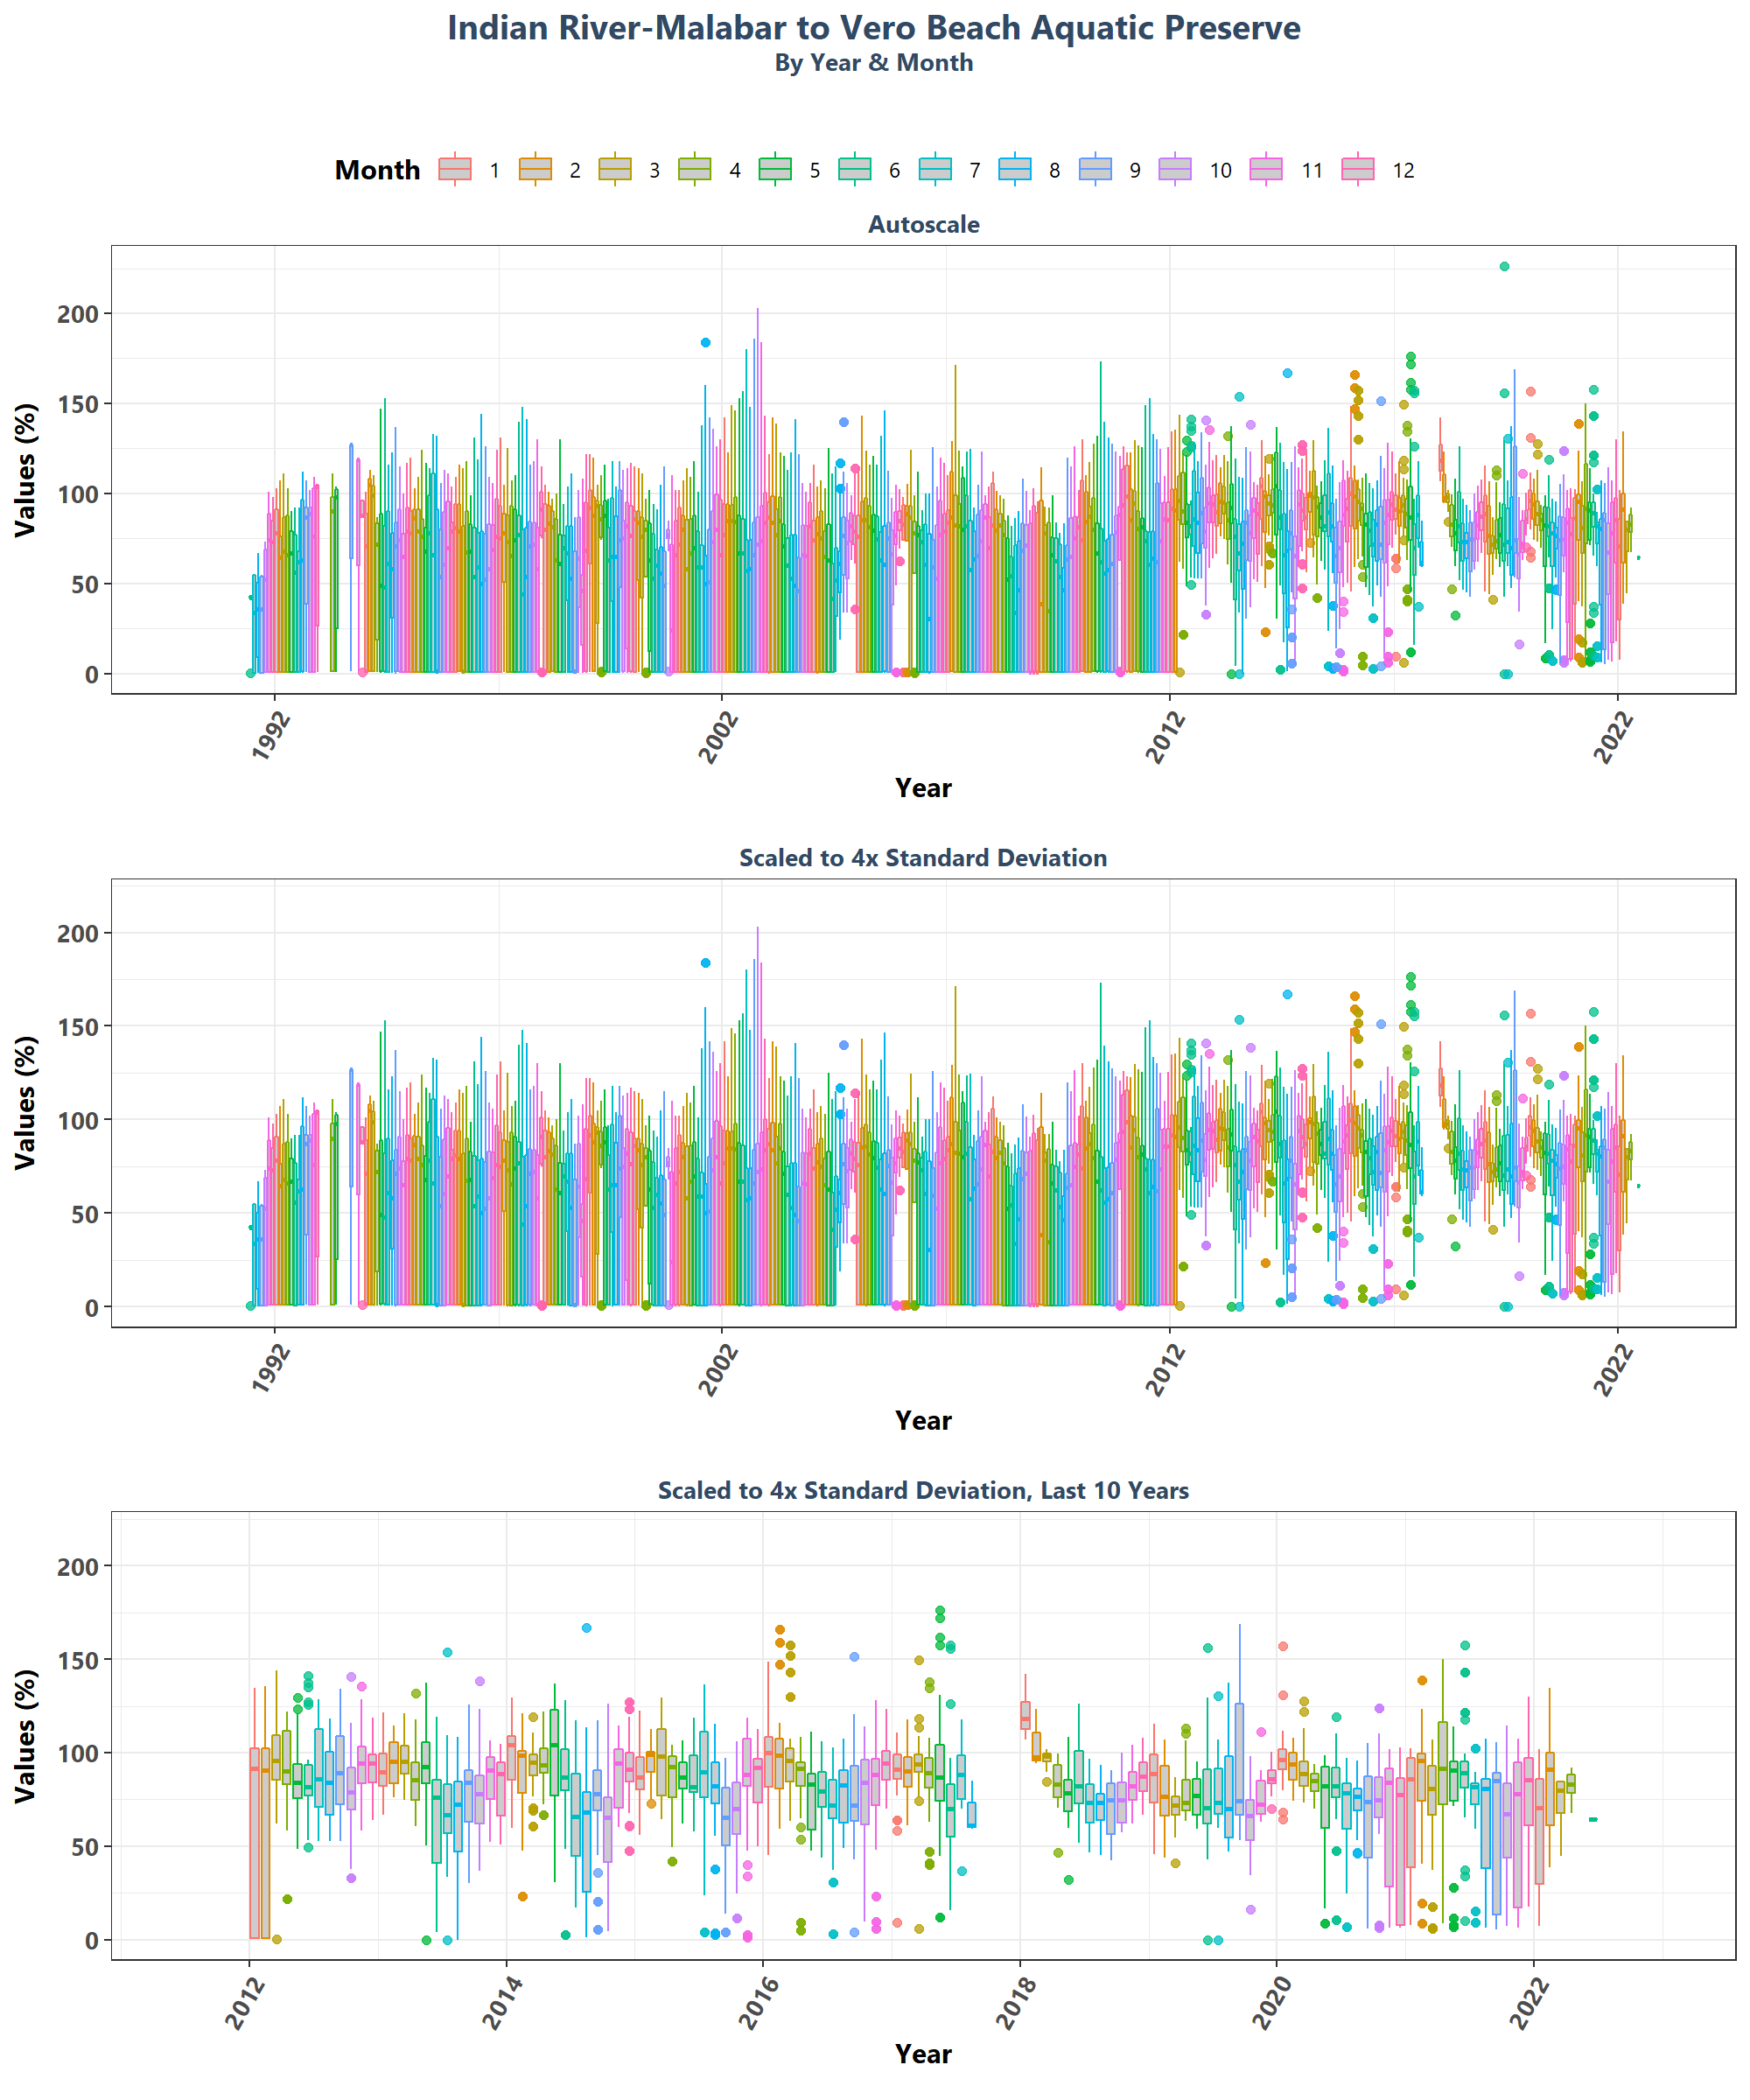 Indian River-Malabar to Vero Beach Aquatic Preserve
By Year & Month
Month 1 2 3 4 5 6 7 8 9 10 11 12
Autoscale
Values (%)
200
150
100
50
0
1992 2002 2012 2022
Year
Scaled to 4x Standard Deviation
Values (%)
200
150
100
50
0
1992 2002 2012 2022
Year
Scaled to 4x Standard Deviation, Last 10 Years
Values (%)
200
150
100
50
0
2012 2014 2016 2018 2020 2022
Year